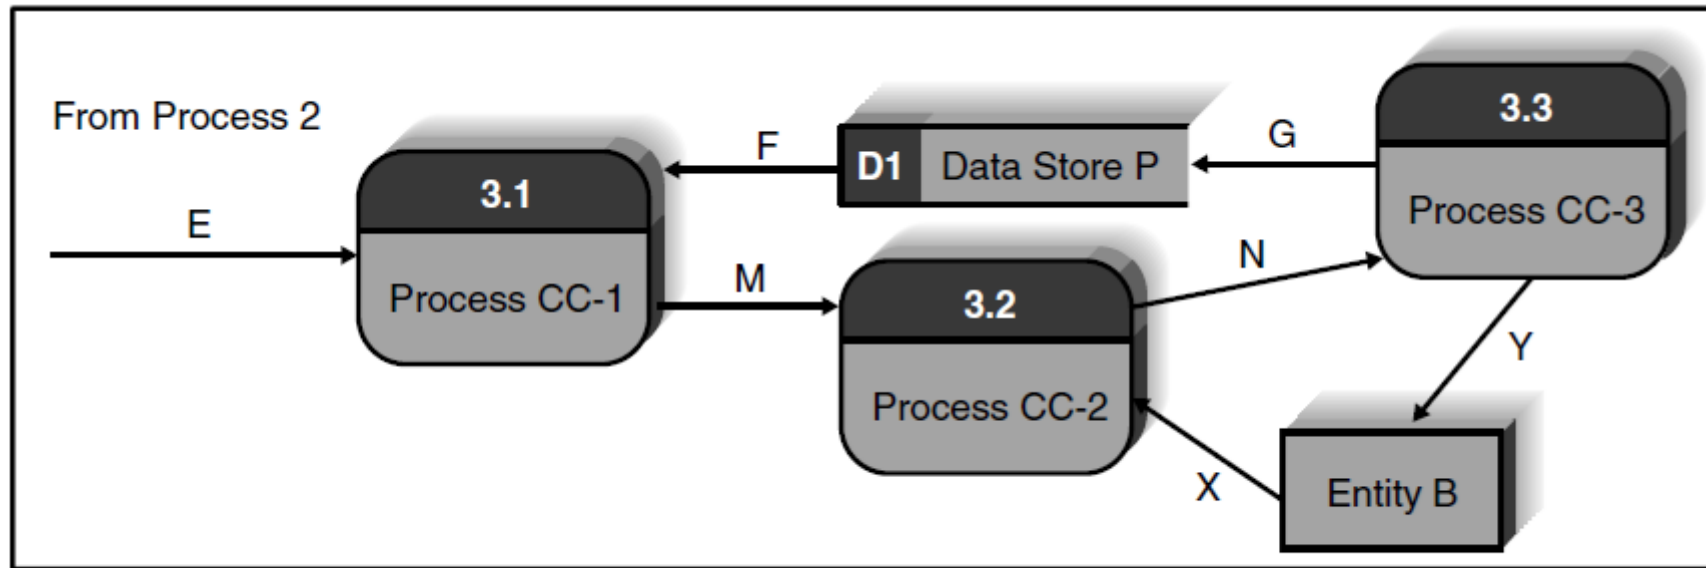 From Process 2
E
3.1
Process CC-1
F
D1 Data Store P
G
3.3
Process CC-3
M
3.2
Process CC-2
N
Y
X
Entity B